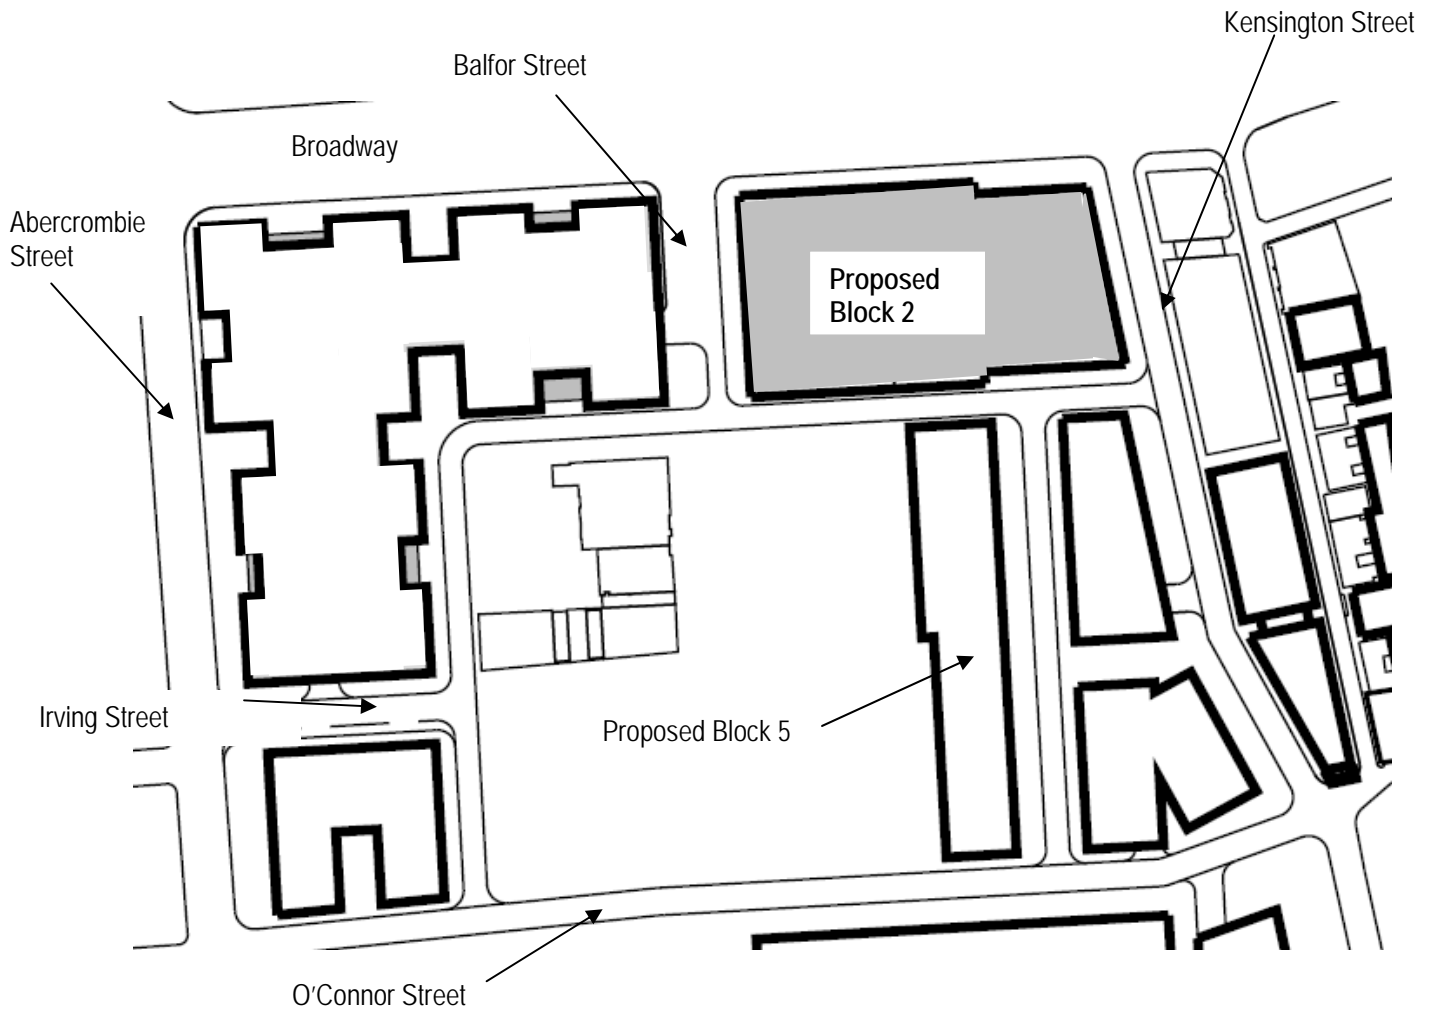 Kensington Street
Balfor Street
Broadway
Abercrombie
Street
Proposed
Block 2
Irving Street
Proposed Block 5
O'Connor Street